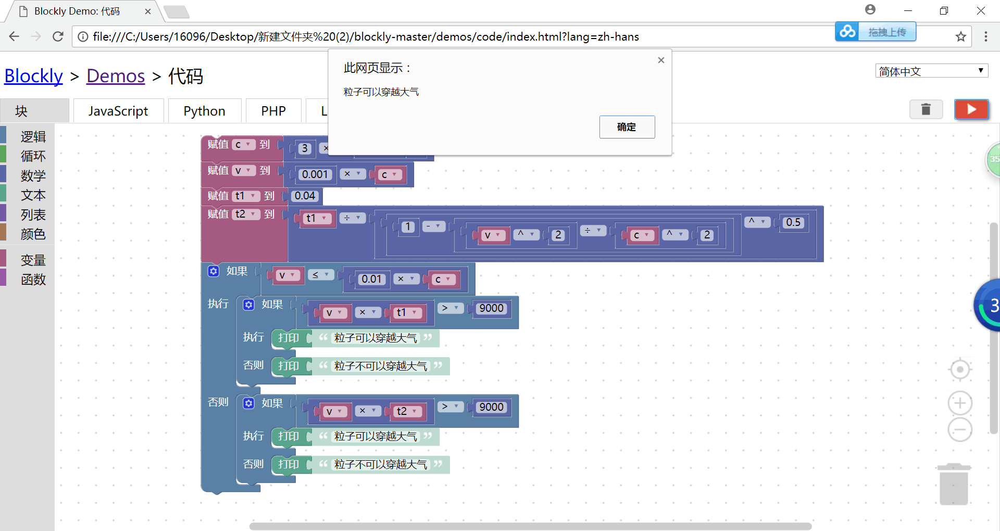 Blockly Demo: 代码
file:///C:/Users/16096/Desktop/新建文件夹%20(2)/blockly-master/demos/code/index.html?lang=zh-hans
拖拽上传
Blockly > Demos > 代码
简体中文
此网页显示：
粒子可以穿越大气
确定
块 JavaScript Python PHP L
逻辑
循环
数学
文本
列表
颜色
变量
函数
赋值 c 到 3 ×
赋值 v 到 0.001 × c
赋值 t1 到 0.04
赋值 t2 到 t1 ÷ 1 - v ^ 2 ÷ c ^ 2 ^ 0.5
如果 v ≤ 0.01 × c
执行 如果 v × t1 > 9000
执行 打印 “ 粒子可以穿越大气 ”
否则 打印 “ 粒子不可以穿越大气 ”
否则 如果 v × t2 > 9000
执行 打印 “ 粒子可以穿越大气 ”
否则 打印 “ 粒子不可以穿越大气 ”
35
3